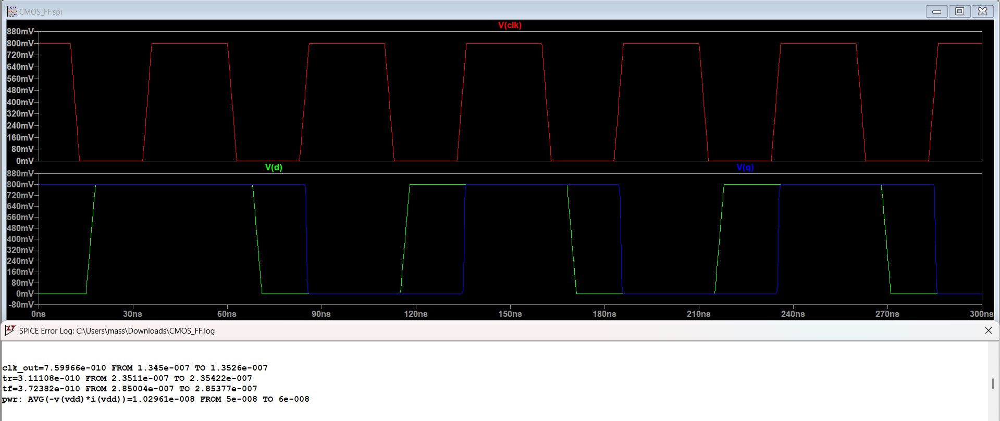 CMOS_FF.spi
V(clk)
880mV
800mV
720mV
640mV
560mV
480mV
400mV
320mV
240mV
160mV
80mV
0mV
V(d) V(q)
880mV
800mV
720mV
640mV
560mV
480mV
400mV
320mV
240mV
160mV
80mV
0mV
-80mV
0ns 30ns 60ns 90ns 120ns 150ns 180ns 210ns 240ns 270ns 300ns
SPICE Error Log: C:\Users\mass\Downloads\CMOS_FF.log
clk_out=7.59966e-010 FROM 1.345e-007 TO 1.3526e-007
tr=3.11108e-010 FROM 2.3511e-007 TO 2.35422e-007
tf=3.72382e-010 FROM 2.85004e-007 TO 2.85377e-007
pwr: AVG(-v(vdd)*i(vdd))=1.02961e-008 FROM 5e-008 TO 6e-008